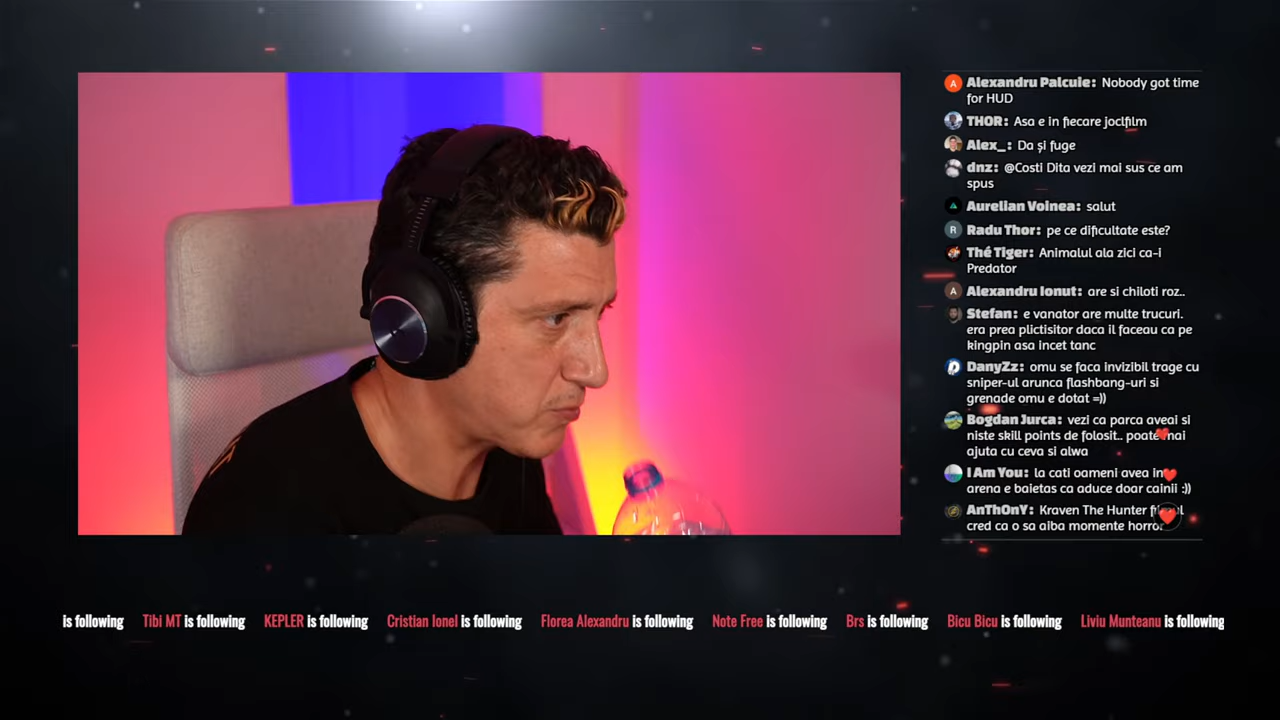 A Alexandru Palcuie: Nobody got time
for HUD
THOR: Asa e in fiecare joc|film
Alex_: Da și fuge
dnz: @Costi Dita vezi mai sus ce am
spus
Aurelian Voinea: salut
R Radu Thor: pe ce dificultate este?
Thé Tiger: Animalul ala zici ca-i
Predator
A Alexandru Ionut: are si chiloti roz..
Stefan: e vanator are multe trucuri.
era prea plictisitor daca il faceau ca pe
kingpin asa incet tanc
DanyZz: omu se faca invizibil trage cu
sniper-ul arunca flashbang-uri si
grenade omu e dotat =))
Bogdan Jurca: vezi ca parca aveai si
niste skill points de folosit.. poate mai
ajuta cu ceva si alwa
I Am You: la cati oameni avea in
arena e baietas ca aduce doar cainii :))
AnThOnY: Kraven The Hunter
cred ca o sa aiba momente horror
is following Tibi MT is following KEPLER is following Cristian Ionel is following Florea Alexandru is following Note Free is following Brs is following Bicu Bicu is following Liviu Munteanu is following